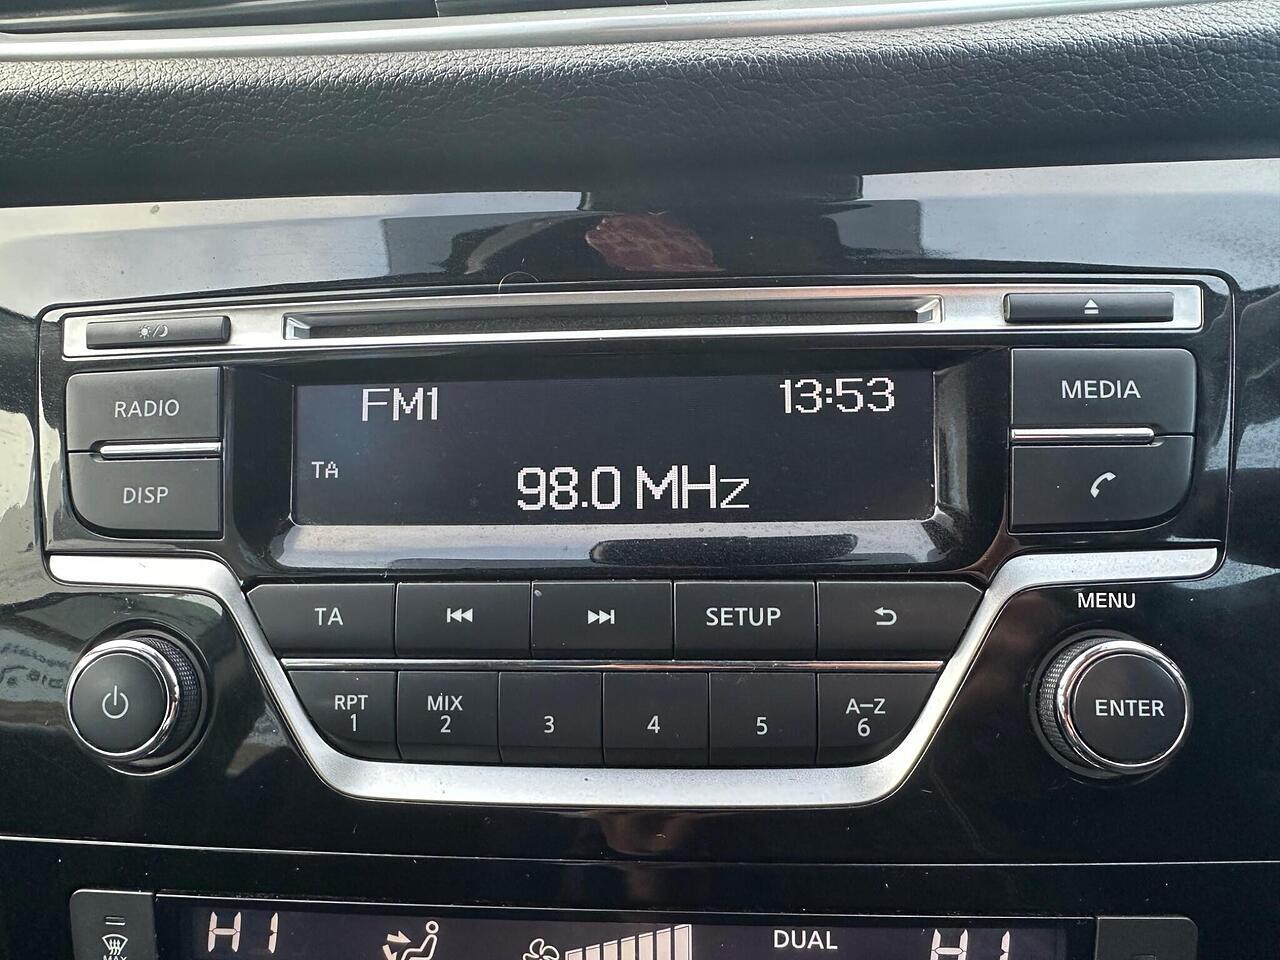 FM1 13:53
TA
98.0 MHz
RADIO
DISP
MEDIA
TA SETUP
MENU
RPT 1 MIX 2 3 4 5 A–Z 6
ENTER
HI DUAL HI
MAX